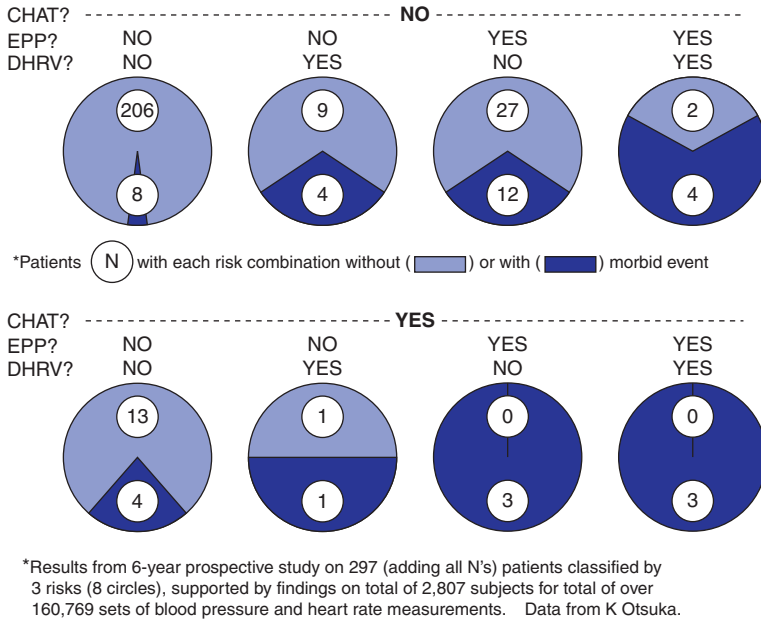 CHAT? NO
EPP? NO NO YES YES
DHRV? NO YES NO YES
206 9 27 2
8 4 12 4
*Patients N with each risk combination without ( ) or with ( ) morbid event
CHAT? YES
EPP? NO NO YES YES
DHRV? NO YES NO YES
13 1 0 0
4 1 3 3
*Results from 6-year prospective study on 297 (adding all N's) patients classified by
3 risks (8 circles), supported by findings on total of 2,807 subjects for total of over
160,769 sets of blood pressure and heart rate measurements. Data from K Otsuka.